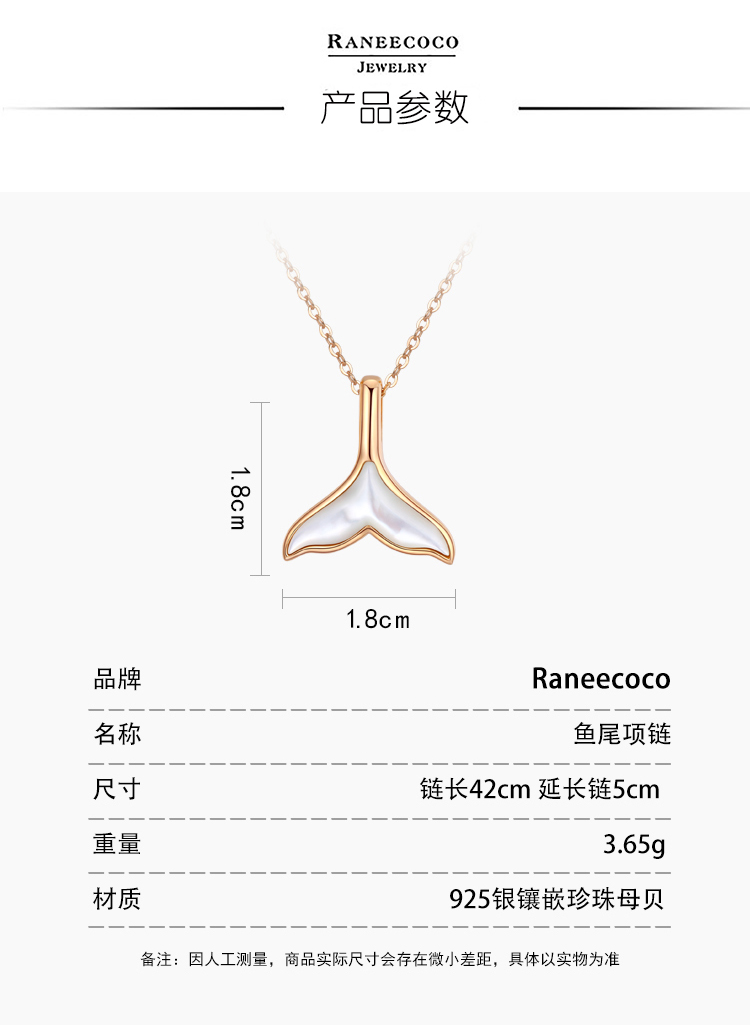 RANEECOCO
JEWELRY
产品参数
1.8cm
1.8cm
品牌 Raneecoco
名称 鱼尾项链
尺寸 链长42cm 延长链5cm
重量 3.65g
材质 925银镶嵌珍珠母贝
备注：因人工测量，商品实际尺寸会存在微小差距，具体以实物为准